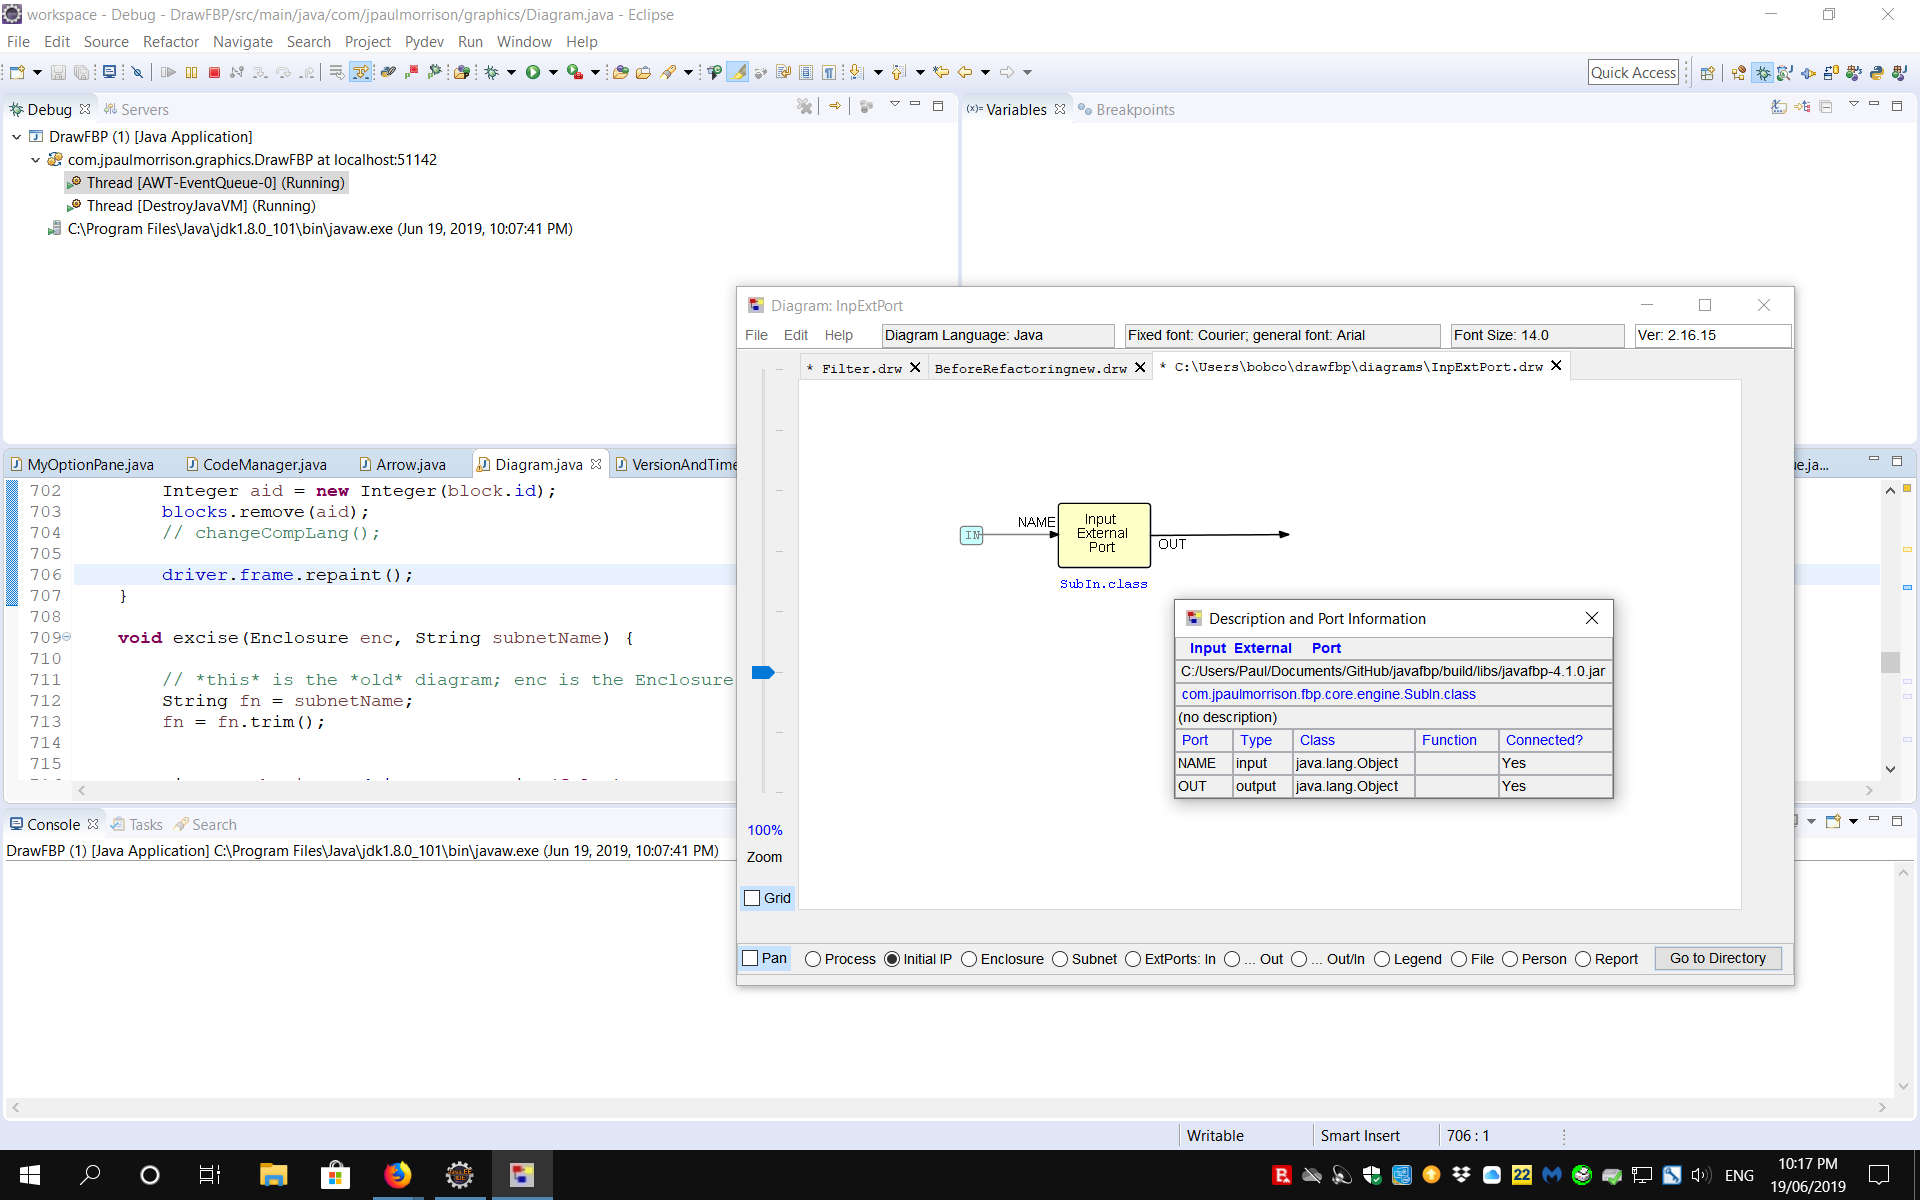 workspace - Debug - DrawFBP/src/main/java/com/jpaulmorrison/graphics/Diagram.java - Eclipse
File Edit Source Refactor Navigate Search Project Pydev Run Window Help
Quick Access
Debug Servers
Variables Breakpoints
DrawFBP (1) [Java Application]
com.jpaulmorrison.graphics.DrawFBP at localhost:51142
Thread [AWT-EventQueue-0] (Running)
Thread [DestroyJavaVM] (Running)
C:\Program Files\Java\jdk1.8.0_101\bin\javaw.exe (Jun 19, 2019, 10:07:41 PM)
MyOptionPane.java CodeManager.java Arrow.java Diagram.java VersionAndTime
ue.ja...
702 Integer aid = new Integer(block.id);
703 blocks.remove(aid);
704 // changeCompLang();
705
706 driver.frame.repaint();
707 }
708
709 void excise(Enclosure enc, String subnetName) {
710
711 // *this* is the *old* diagram; enc is the Enclosure
712 String fn = subnetName;
713 fn = fn.trim();
714
715
Console Tasks Search
DrawFBP (1) [Java Application] C:\Program Files\Java\jdk1.8.0_101\bin\javaw.exe (Jun 19, 2019, 10:07:41 PM)
Diagram: InpExtPort
File Edit Help
Diagram Language: Java
Fixed font: Courier; general font: Arial
Font Size: 14.0
Ver: 2.16.15
* Filter.drw
BeforeRefactoringnew.drw
* C:\Users\bobco\drawfbp\diagrams\InpExtPort.drw
IN
NAME
Input
External
Port
OUT
SubIn.class
Description and Port Information
Input External Port
C:/Users/Paul/Documents/GitHub/javafbp/build/libs/javafbp-4.1.0.jar
com.jpaulmorrison.fbp.core.engine.SubIn.class
(no description)
Port Type Class Function Connected?
NAME input java.lang.Object Yes
OUT output java.lang.Object Yes
100%
Zoom
Grid
Pan
Process Initial IP Enclosure Subnet ExtPorts: In ... Out ... Out/In Legend File Person Report
Go to Directory
Writable Smart Insert 706 : 1
22
ENG
10:17 PM
19/06/2019